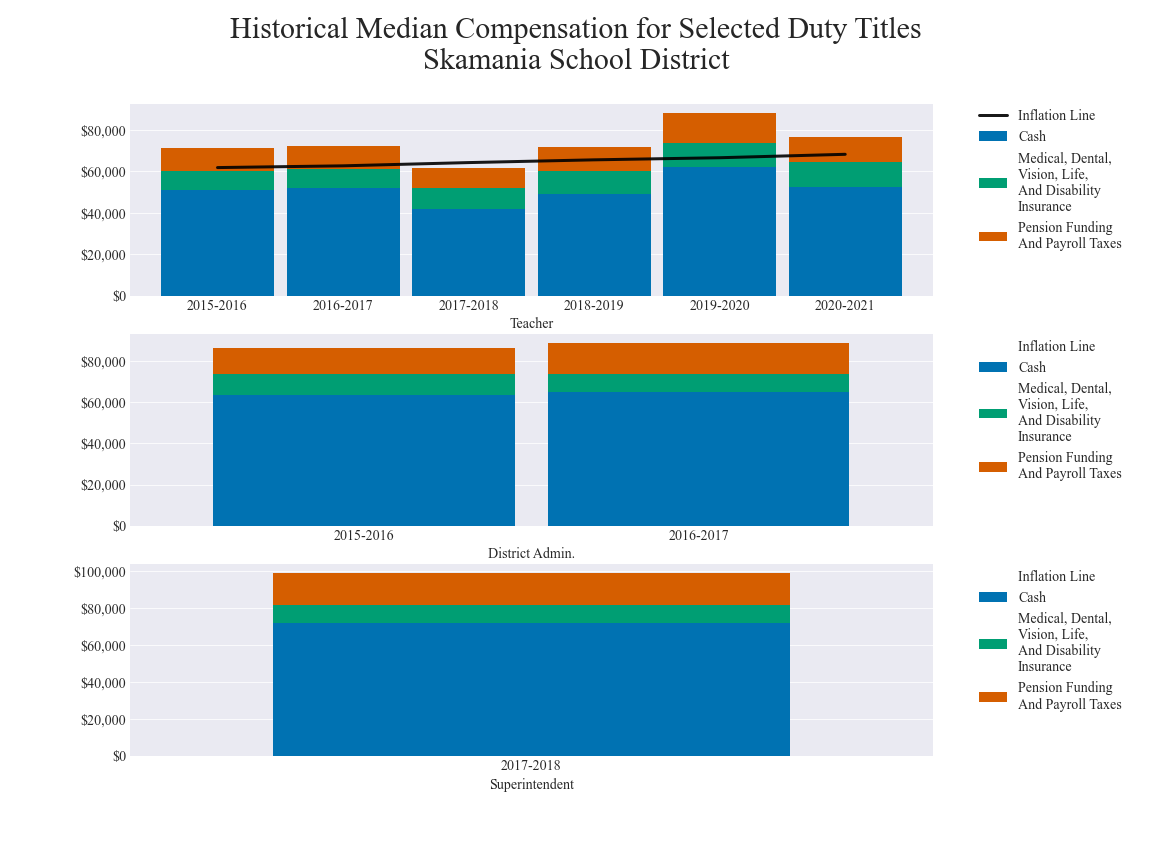 Historical Median Compensation for Selected Duty Titles
Skamania School District
$80,000
$60,000
$40,000
$20,000
$0
2015-2016
2016-2017
2017-2018
2018-2019
2019-2020
2020-2021
Teacher
Inflation Line
Cash
Medical, Dental,
Vision, Life,
And Disability
Insurance
Pension Funding
And Payroll Taxes
$80,000
$60,000
$40,000
$20,000
$0
2015-2016
2016-2017
District Admin.
Inflation Line
Cash
Medical, Dental,
Vision, Life,
And Disability
Insurance
Pension Funding
And Payroll Taxes
$100,000
$80,000
$60,000
$40,000
$20,000
$0
2017-2018
Superintendent
Inflation Line
Cash
Medical, Dental,
Vision, Life,
And Disability
Insurance
Pension Funding
And Payroll Taxes